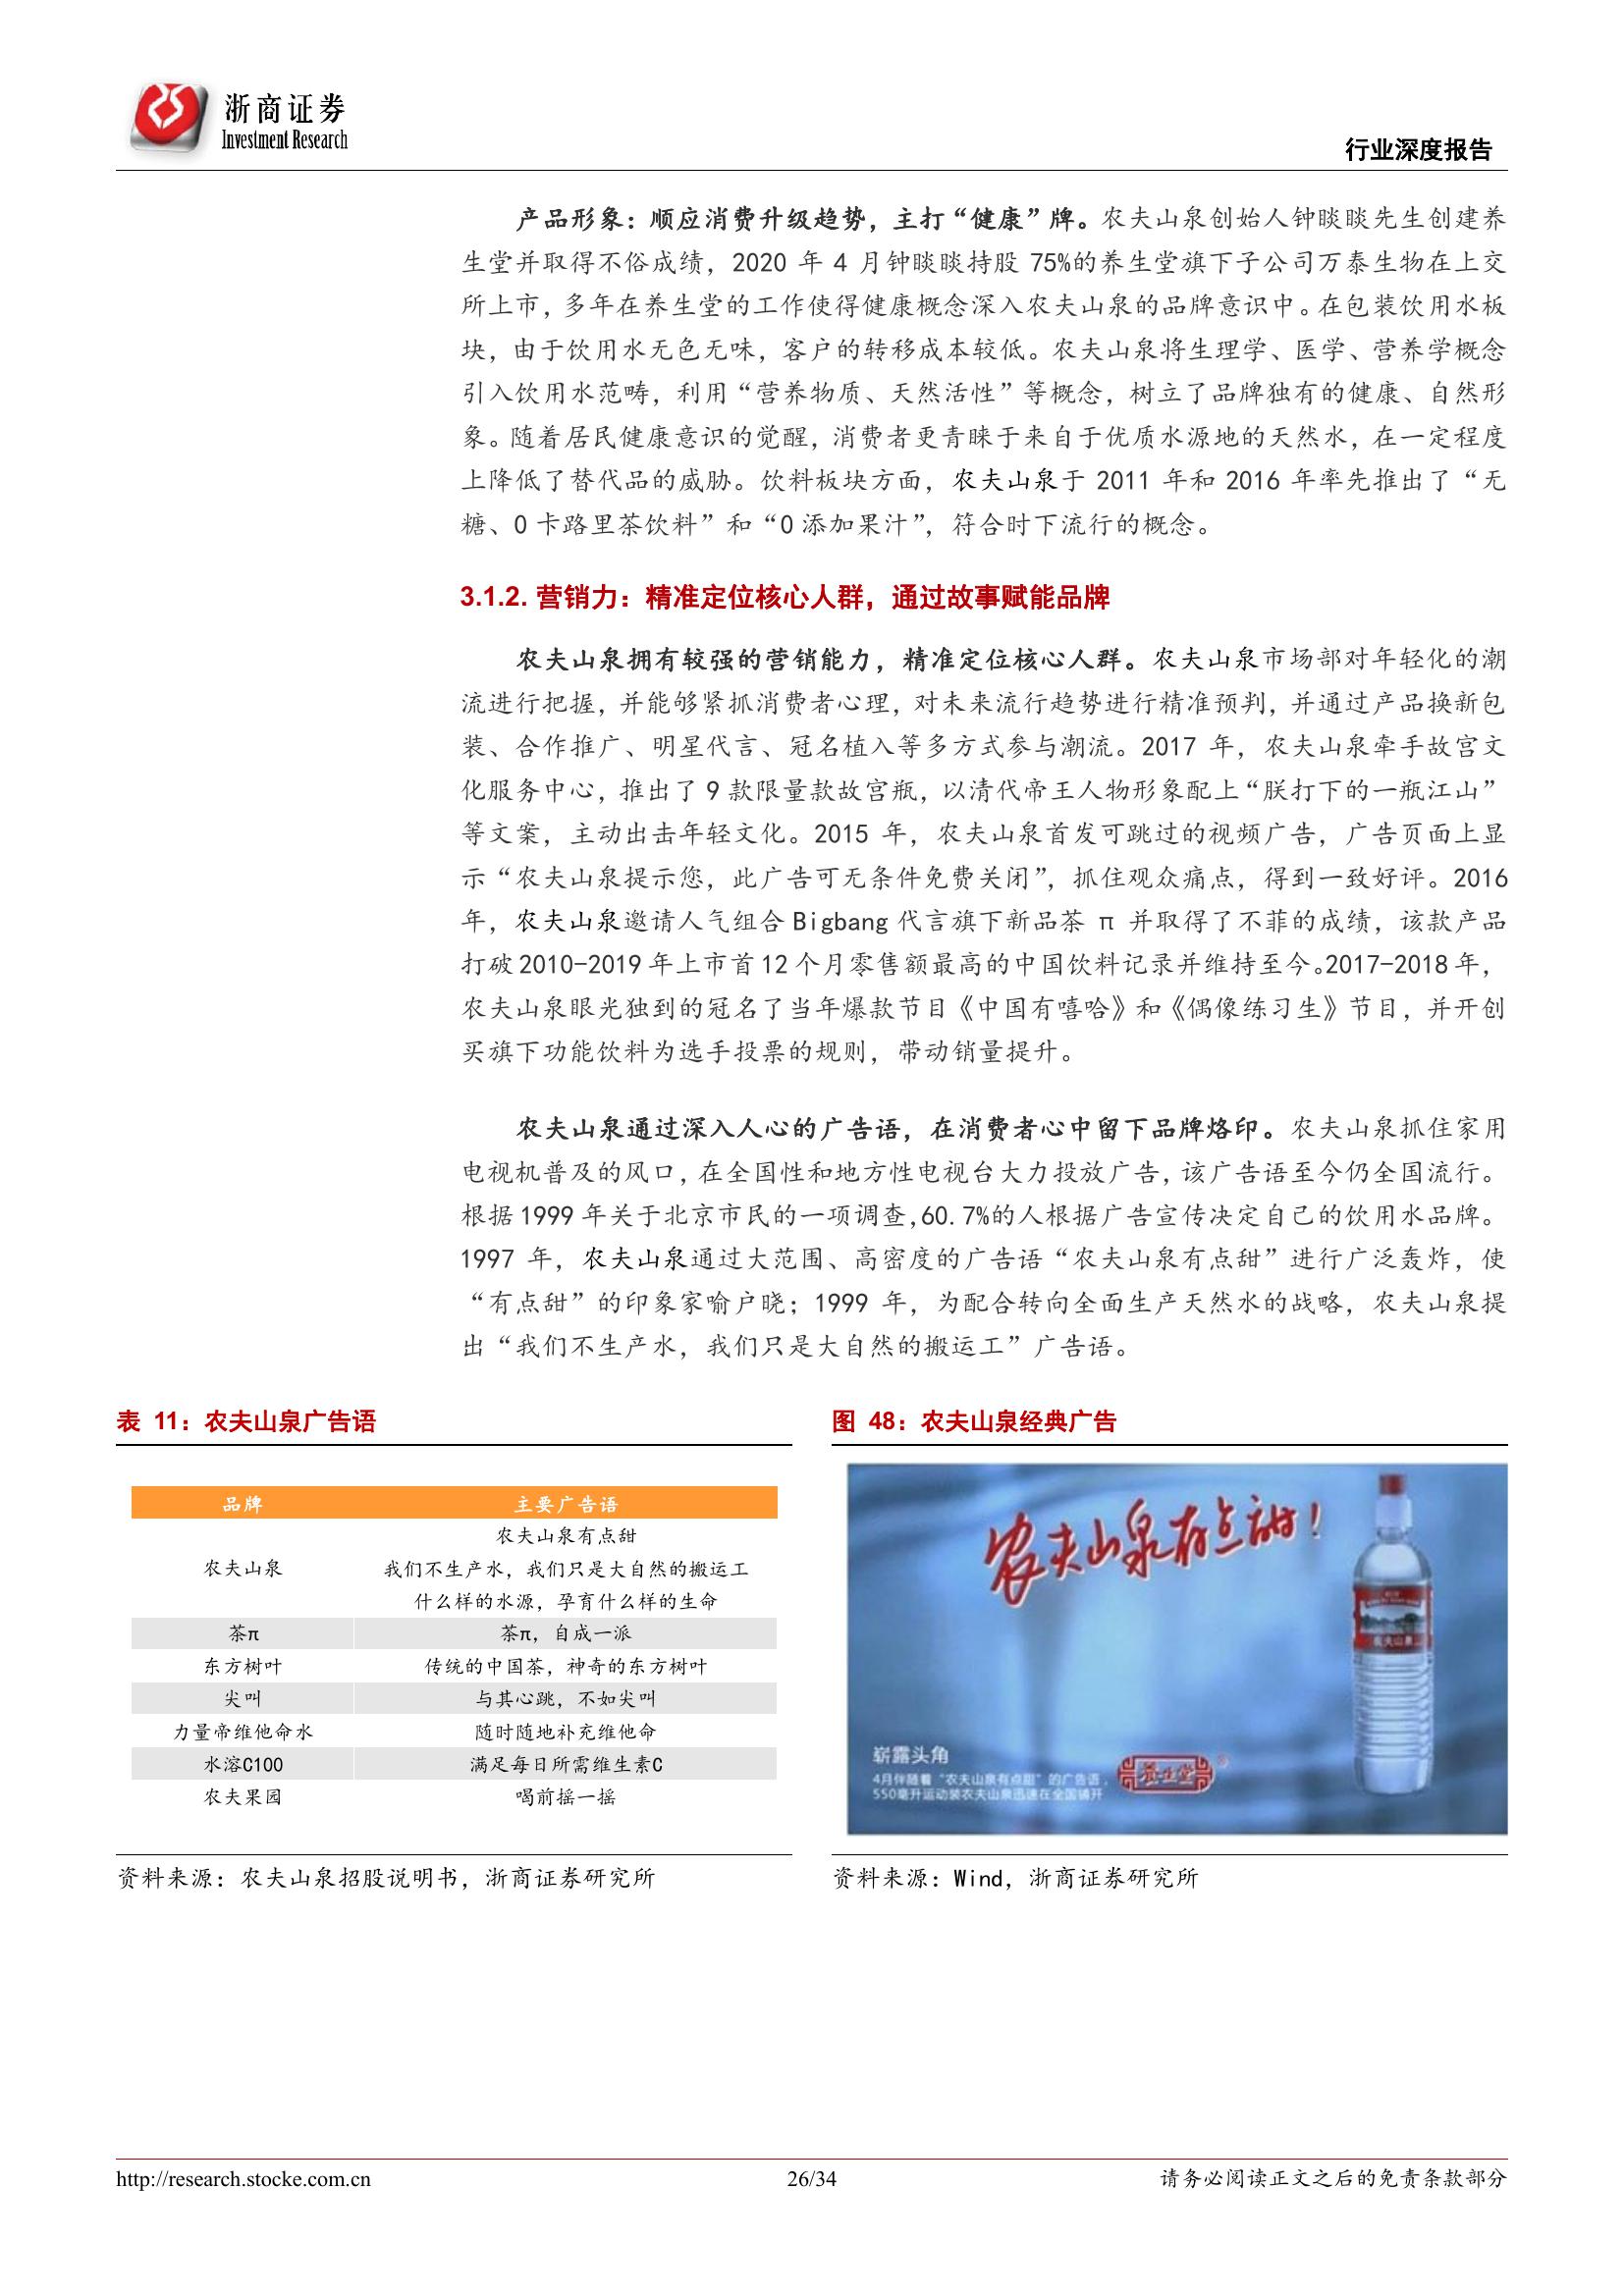 浙商证券
Investment Research
行业深度报告
产品形象：顺应消费升级趋势，主打“健康”牌。农夫山泉创始人钟睒睒先生创建养
生堂并取得不俗成绩，2020 年 4 月钟睒睒持股 75%的养生堂旗下子公司万泰生物在上交
所上市，多年在养生堂的工作使得健康概念深入农夫山泉的品牌意识中。在包装饮用水板
块，由于饮用水无色无味，客户的转移成本较低。农夫山泉将生理学、医学、营养学概念
引入饮用水范畴，利用“营养物质、天然活性”等概念，树立了品牌独有的健康、自然形
象。随着居民健康意识的觉醒，消费者更青睐于来自于优质水源地的天然水，在一定程度
上降低了替代品的威胁。饮料板块方面，农夫山泉于 2011 年和 2016 年率先推出了“无
糖、0 卡路里茶饮料”和“0 添加果汁”，符合时下流行的概念。
3.1.2. 营销力：精准定位核心人群，通过故事赋能品牌
农夫山泉拥有较强的营销能力，精准定位核心人群。农夫山泉市场部对年轻化的潮
流进行把握，并能够紧抓消费者心理，对未来流行趋势进行精准预判，并通过产品换新包
装、合作推广、明星代言、冠名植入等多方式参与潮流。2017 年，农夫山泉牵手故宫文
化服务中心，推出了 9 款限量款故宫瓶，以清代帝王人物形象配上“朕打下的一瓶江山”
等文案，主动出击年轻文化。2015 年，农夫山泉首发可跳过的视频广告，广告页面上显
示“农夫山泉提示您，此广告可无条件免费关闭”，抓住观众痛点，得到一致好评。2016
年，农夫山泉邀请人气组合 Bigbang 代言旗下新品茶 π 并取得了不菲的成绩，该款产品
打破 2010-2019 年上市首 12 个月零售额最高的中国饮料记录并维持至今。2017-2018 年，
农夫山泉眼光独到的冠名了当年爆款节目《中国有嘻哈》和《偶像练习生》节目，并开创
买旗下功能饮料为选手投票的规则，带动销量提升。
农夫山泉通过深入人心的广告语，在消费者心中留下品牌烙印。农夫山泉抓住家用
电视机普及的风口，在全国性和地方性电视台大力投放广告，该广告语至今仍全国流行。
根据 1999 年关于北京市民的一项调查，60.7%的人根据广告宣传决定自己的饮用水品牌。
1997 年，农夫山泉通过大范围、高密度的广告语“农夫山泉有点甜”进行广泛轰炸，使
“有点甜”的印象家喻户晓；1999 年，为配合转向全面生产天然水的战略，农夫山泉提
出“我们不生产水，我们只是大自然的搬运工”广告语。
表 11：农夫山泉广告语
品牌 主要广告语
农夫山泉有点甜
农夫山泉 我们不生产水，我们只是大自然的搬运工
什么样的水源，孕育什么样的生命
茶π 茶π，自成一派
东方树叶 传统的中国茶，神奇的东方树叶
尖叫 与其心跳，不如尖叫
力量帝维他命水 随时随地补充维他命
水溶C100 满足每日所需维生素C
农夫果园 喝前摇一摇
资料来源：农夫山泉招股说明书，浙商证券研究所
图 48：农夫山泉经典广告
农夫山泉有点甜！
农夫山泉
崭露头角
4月伴随着“农夫山泉有点甜”的广告语，
550毫升运动装农夫山泉迅速在全国铺开
养生堂®
资料来源：Wind，浙商证券研究所
http://research.stocke.com.cn
26/34
请务必阅读正文之后的免责条款部分